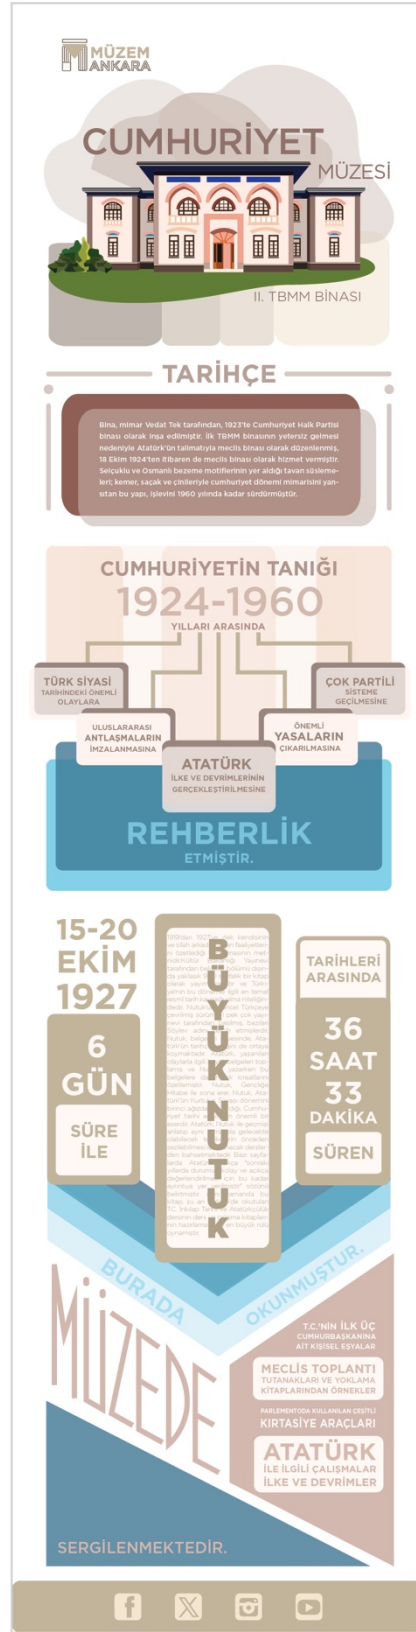 MÜZEM
ANKARA
CUMHURİYET
MÜZESİ
II. TBMM BİNASI
TARİHÇE
Bina, mimar Vedat Tek tarafından, 1923'te Cumhuriyet Halk Partisi
binası olarak inşa edilmiştir. İlk TBMM binasının yetersiz gelmesi
nedeniyle Atatürk'ün talimatıyla meclis binası olarak düzenlenmiş,
18 Ekim 1924'ten itibaren de meclis binası olarak hizmet vermiştir.
Selçuklu ve Osmanlı bezeme motiflerinin yer aldığı tavan süsleme-
leri; kemer, saçak ve çinileriyle cumhuriyet dönemi mimarisini yan-
sıtan bu yapı, işlevini 1960 yılında kadar sürdürmüştür.
CUMHURİYETİN TANIĞI
1924-1960
YILLARI ARASINDA
TÜRK SİYASİ
TARİHİNDEKİ ÖNEMLİ
OLAYLARA
ULUSLARARASI
ANTLAŞMALARIN
İMZALANMASINA
ATATÜRK
İLKE VE DEVRİMLERİNİN
GERÇEKLEŞTİRİLMESİNE
ÖNEMLİ
YASALARIN
ÇIKARILMASINA
ÇOK PARTİLİ
SİSTEME
GEÇİLMESİNE
REHBERLİK
ETMİŞTİR.
15-20
EKİM
1927
6
GÜN
SÜRE
İLE
BÜYÜK NUTUK
TARİHLERİ
ARASINDA
36
SAAT
33
DAKİKA
SÜREN
BURADA
OKUNMUŞTUR.
MÜZEDE
T.C.'NİN İLK ÜÇ
CUMHURBAŞKANINA
AİT KİŞİSEL EŞYALAR
MECLİS TOPLANTI
TUTANAKLARI VE YOKLAMA
KİTAPLARINDAN ÖRNEKLER
PARLEMENTODA KULLANILAN ÇEŞİTLİ
KIRTASİYE ARAÇLARI
ATATÜRK
İLE İLGİLİ ÇALIŞMALAR
İLKE VE DEVRİMLER
SERGİLENMEKTEDİR.